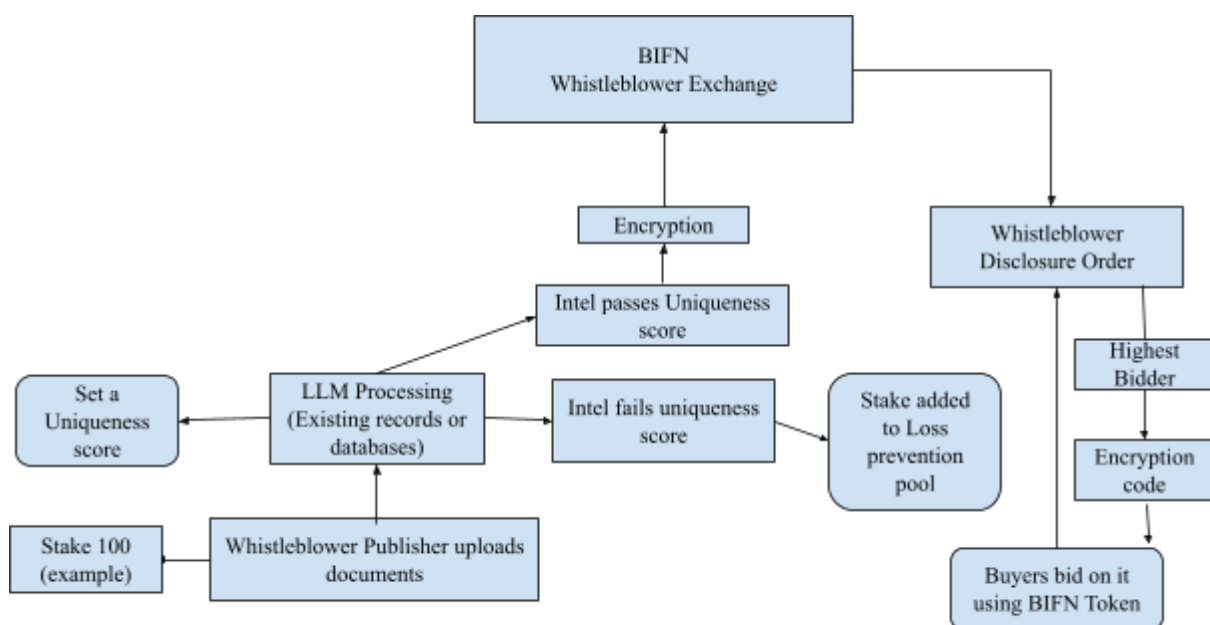 BIFN
Whistleblower Exchange
Encryption
Whistleblower
Disclosure Order
Intel passes Uniqueness
score
Highest
Bidder
Set a
Uniqueness
score
LLM Processing
(Existing records or
databases)
Intel fails uniqueness
score
Stake added
to Loss
prevention
pool
Encryption
code
Stake 100
(example)
Whistleblower Publisher uploads
documents
Buyers bid on it
using BIFN Token